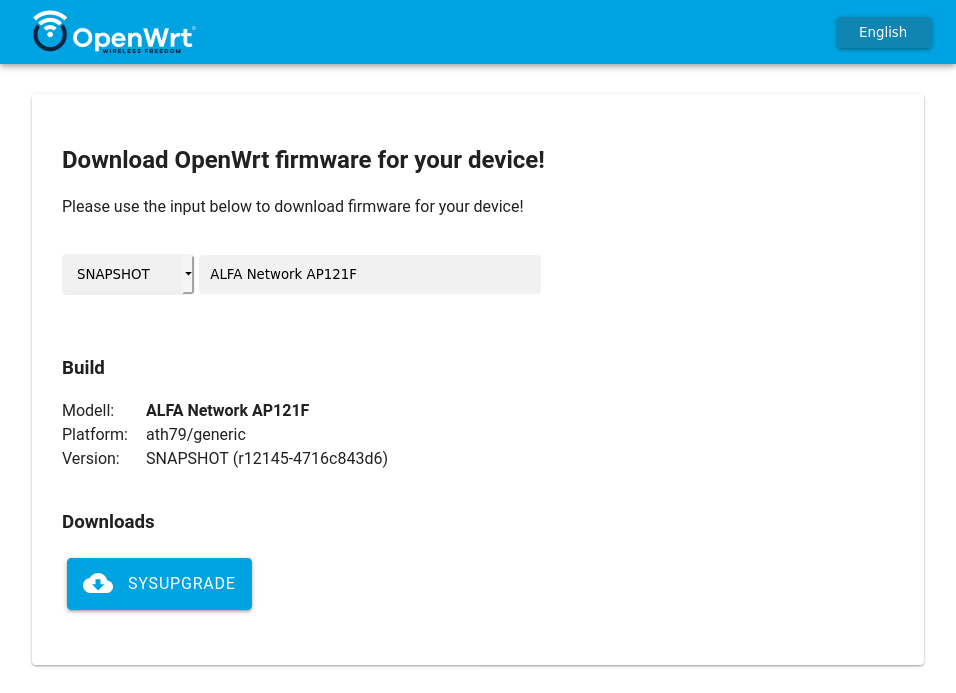 OpenWrt
WIRELESS FREEDOM
English
Download OpenWrt firmware for your device!
Please use the input below to download firmware for your device!
SNAPSHOT
ALFA Network AP121F
Build
Modell: ALFA Network AP121F
Platform: ath79/generic
Version: SNAPSHOT (r12145-4716c843d6)
Downloads
SYSUPGRADE